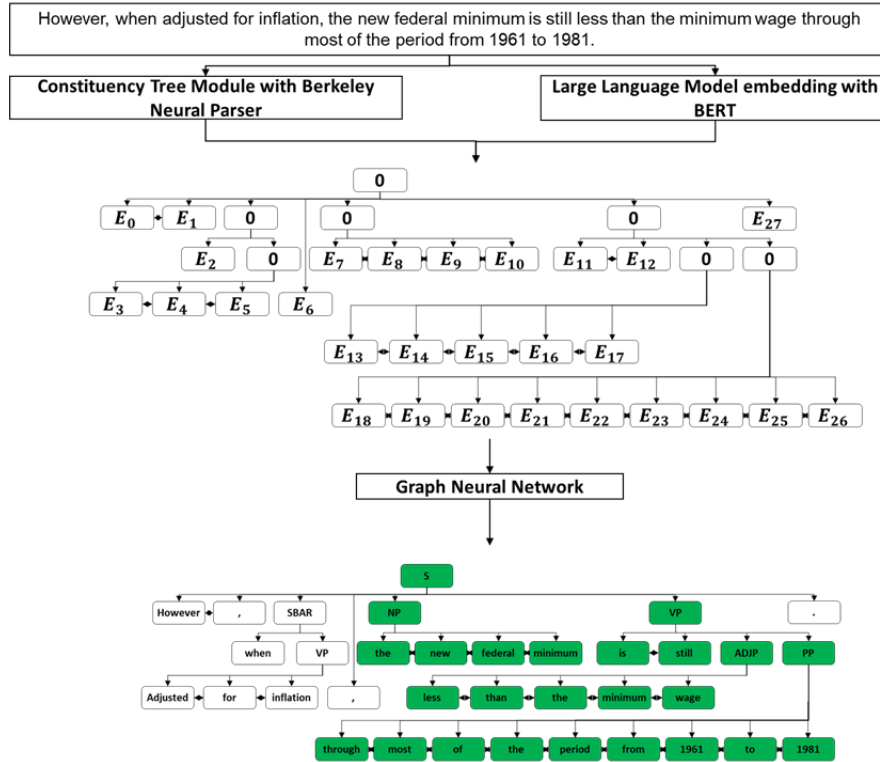 However, when adjusted for inflation, the new federal minimum is still less than the minimum wage through
most of the period from 1961 to 1981.
Constituency Tree Module with Berkeley
Neural Parser
Large Language Model embedding with
BERT
0
E0 E1 0 0 0 E27
E2 0 E7 E8 E9 E10 E11 E12 0 0
E3 E4 E5 E6
E13 E14 E15 E16 E17
E18 E19 E20 E21 E22 E23 E24 E25 E26
Graph Neural Network
S
However , SBAR NP VP .
when VP the new federal minimum is still ADJP PP
Adjusted for inflation , less than the minimum wage
through most of the period from 1961 to 1981